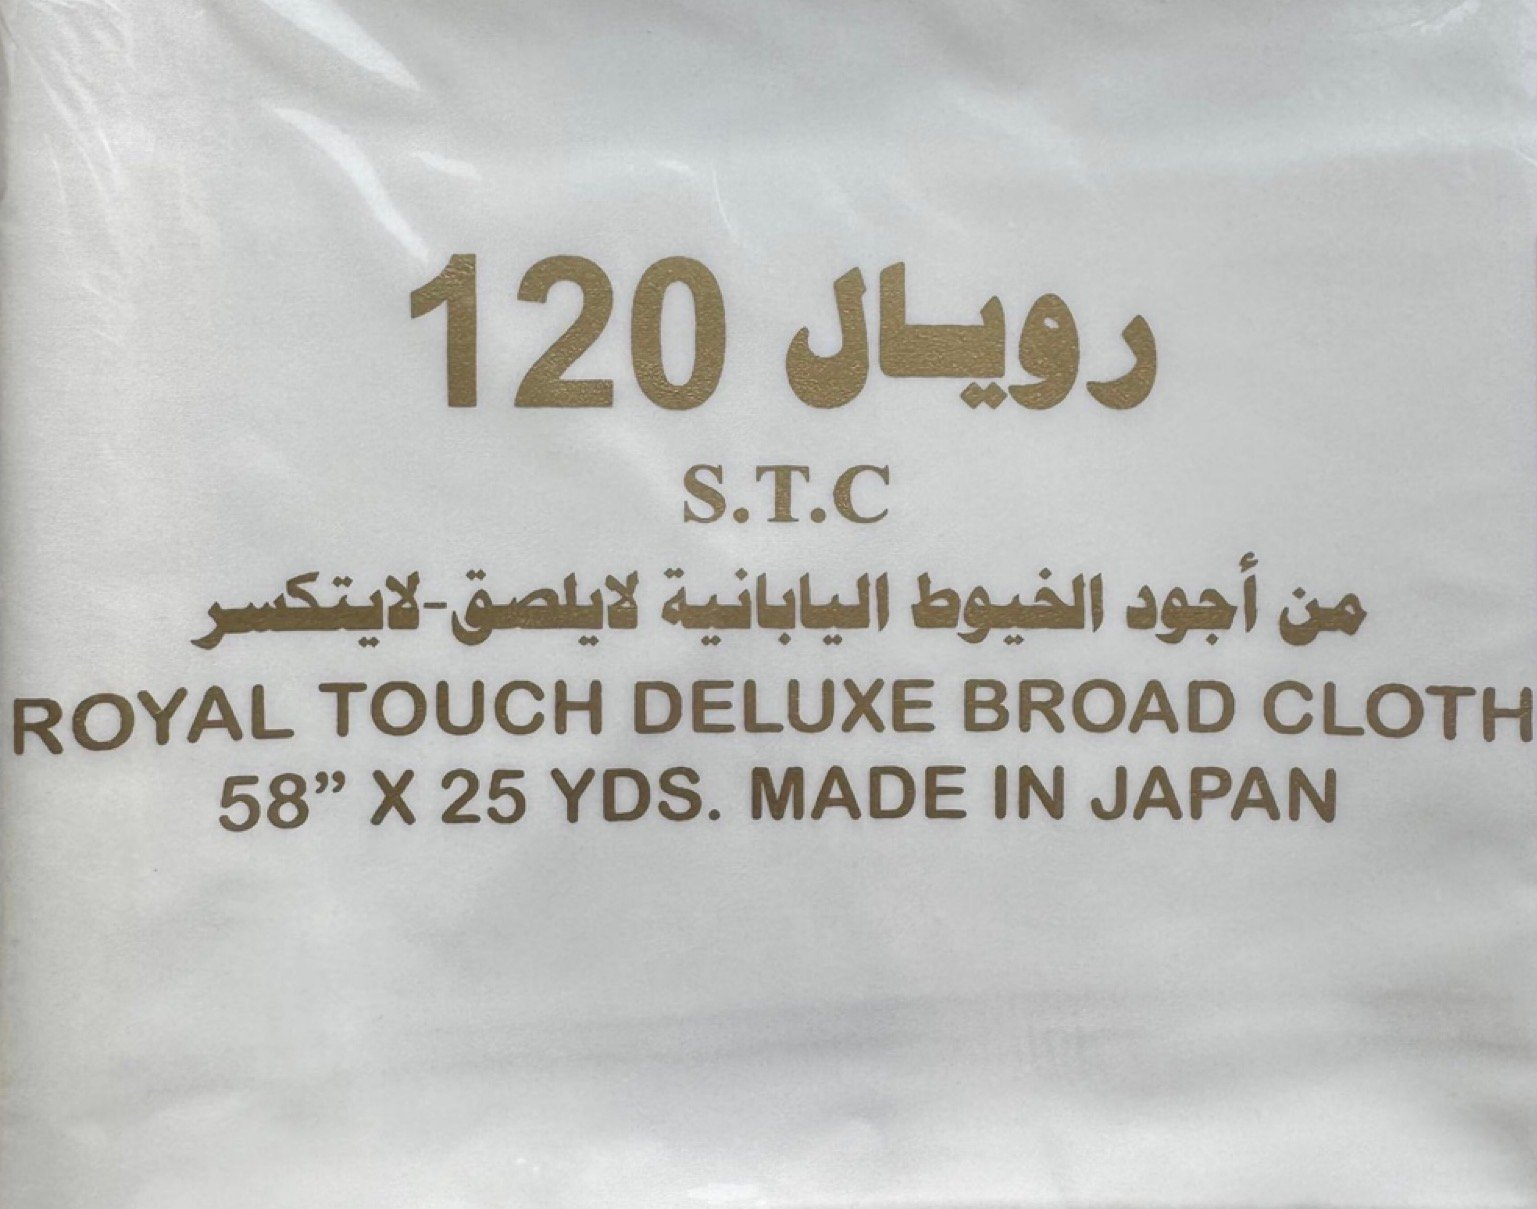 رويال 120
S.T.C
من أجود الخيوط اليابانية لايلصق-لايتكسر
ROYAL TOUCH DELUXE BROAD CLOTH
58” X 25 YDS. MADE IN JAPAN